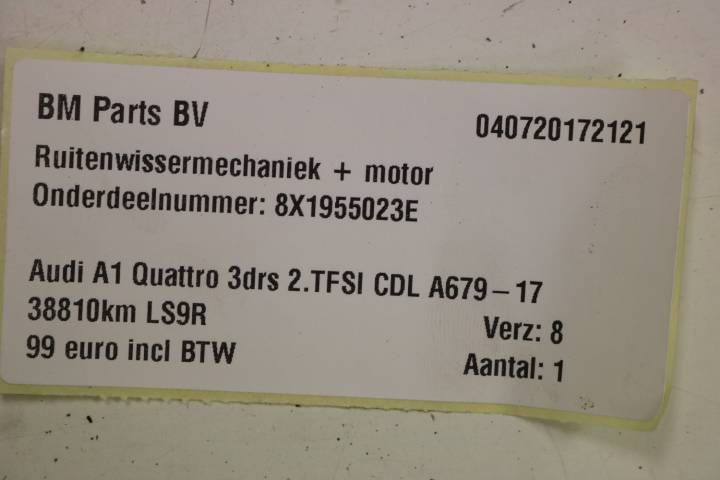 BM Parts BV
040720172121
Ruitenwissermechaniek + motor
Onderdeelnummer: 8X1955023E
Audi A1 Quattro 3drs 2.TFSI CDL A679-17
38810km LS9R
Verz: 8
99 euro incl BTW
Aantal: 1